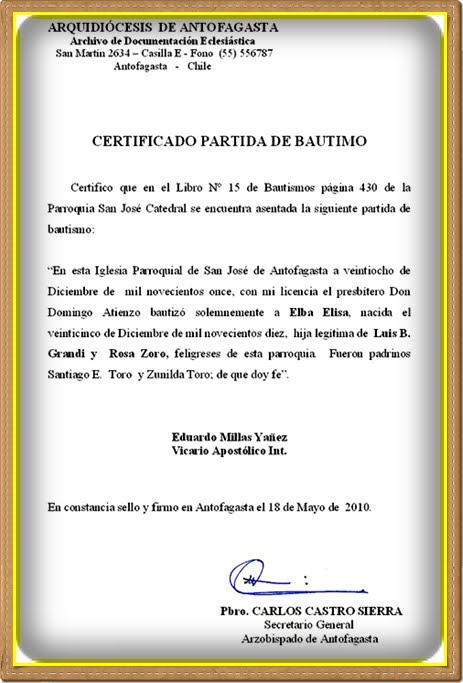 ARQUIDIÓCESIS DE ANTOFAGASTA
Archivo de Documentación Eclesiástica
San Martín 2634 – Casilla E - Fono (55) 556787
Antofagasta - Chile
CERTIFICADO PARTIDA DE BAUTIMO
Certifico que en el Libro Nº 15 de Bautismos página 430 de la
Parroquia San José Catedral se encuentra asentada la siguiente partida de
bautismo:
“En esta Iglesia Parroquial de San José de Antofagasta a veintiocho de
Diciembre de mil novecientos once, con mi licencia el presbítero Don
Domingo Atienzo bautizó solemnemente a Elba Elisa, nacida el
veinticinco de Diciembre de mil novecientos diez, hija legitima de Luis B.
Grandi y Rosa Zoro, feligreses de esta parroquia. Fueron padrinos
Santiago E. Toro y Zunilda Toro; de que doy fe”.
Eduardo Millas Yañez
Vicario Apostólico Int.
En constancia sello y firmo en Antofagasta el 18 de Mayo de 2010.
Pbro. CARLOS CASTRO SIERRA
Secretario General
Arzobispado de Antofagasta